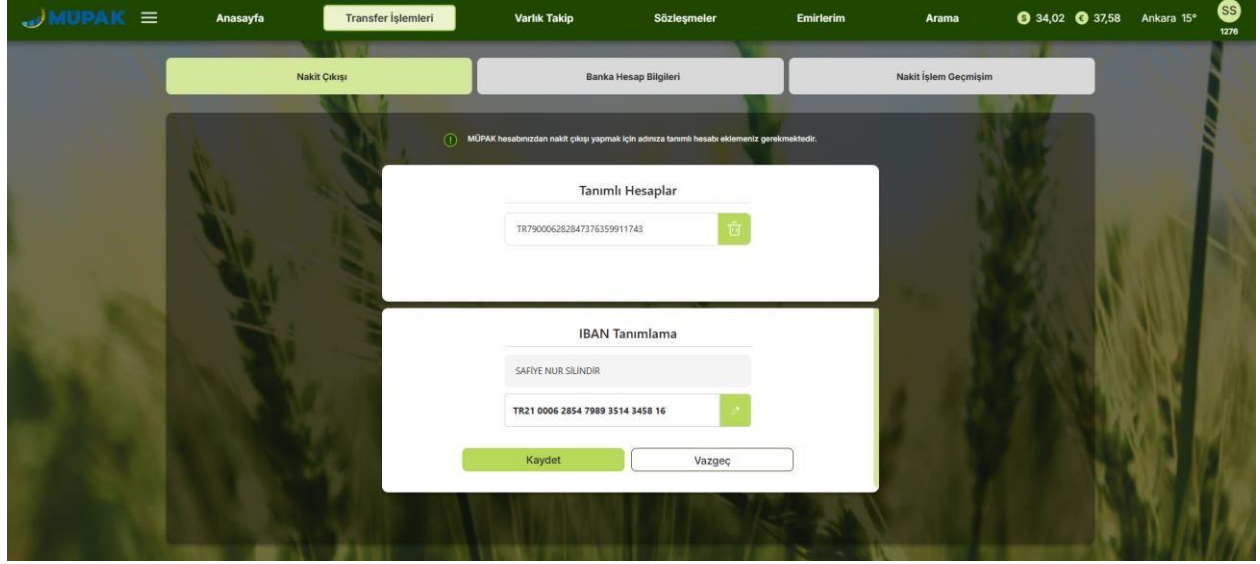 MÜPAK Anasayfa Transfer İşlemleri Varlık Takip Sözleşmeler Emirlerim Arama $ 34,02 € 37,58 Ankara 15° SS
1276
Nakit Çıkışı Banka Hesap Bilgileri Nakit İşlem Geçmişim
MÜPAK hesabınızdan nakit çıkışı yapmak için adınıza tanımlı hesabı eklemeniz gerekmektedir.
Tanımlı Hesaplar
TR790006282847376359911743
IBAN Tanımlama
SAFİYE NUR SİLİNDİR
TR21 0006 2854 7989 3514 3458 16
Kaydet Vazgeç